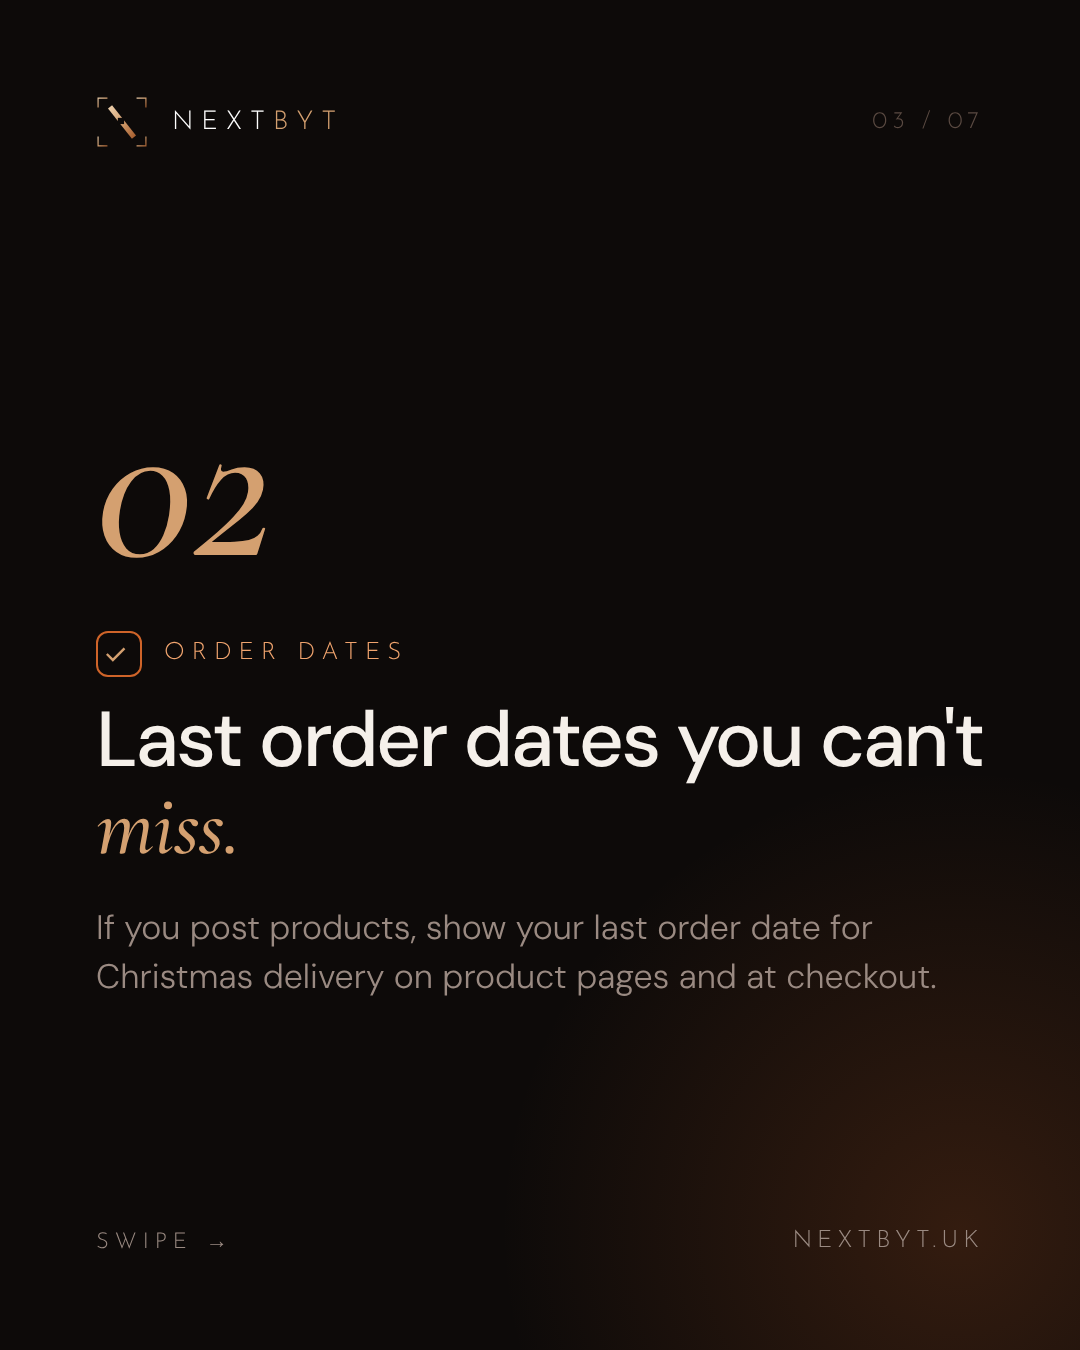 NEXTBYT
03 / 07
02
ORDER DATES
Last order dates you can't
miss.
If you post products, show your last order date for
Christmas delivery on product pages and at checkout.
SWIPE →
NEXTBYT.UK